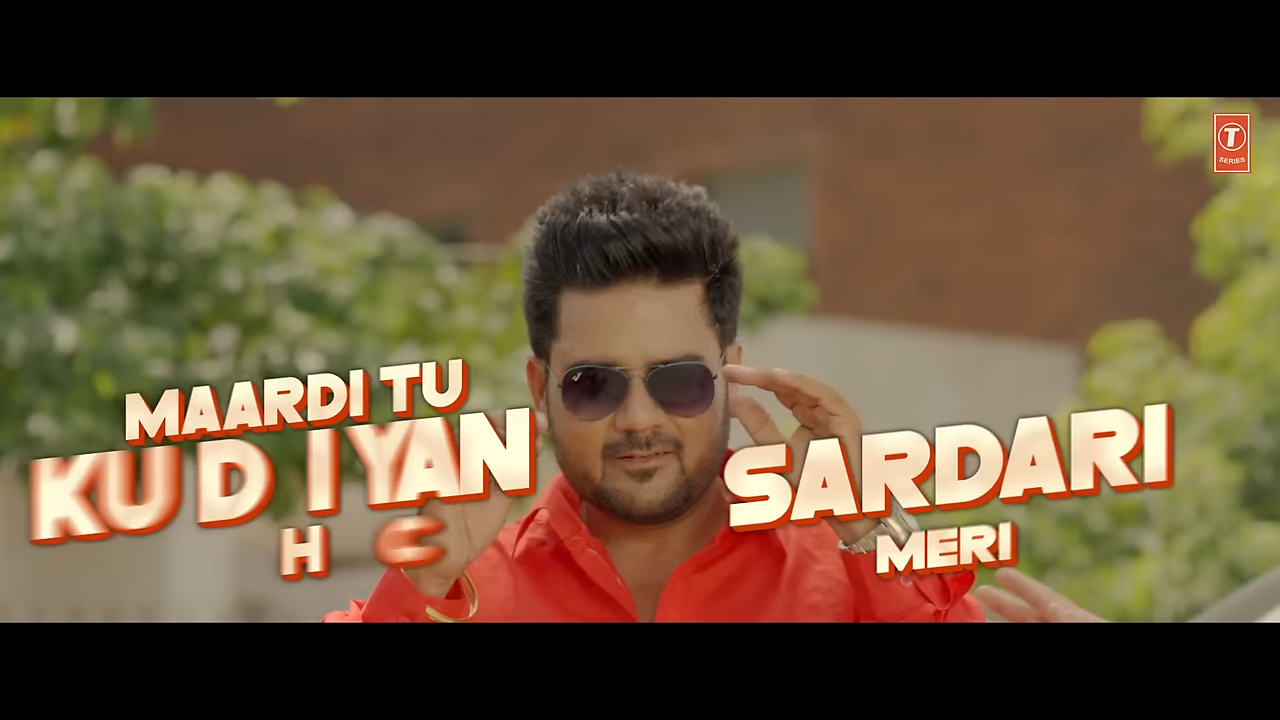 MAARDI TU
KUDIYAN
H C
SARDARI
MERI
T
SERIES